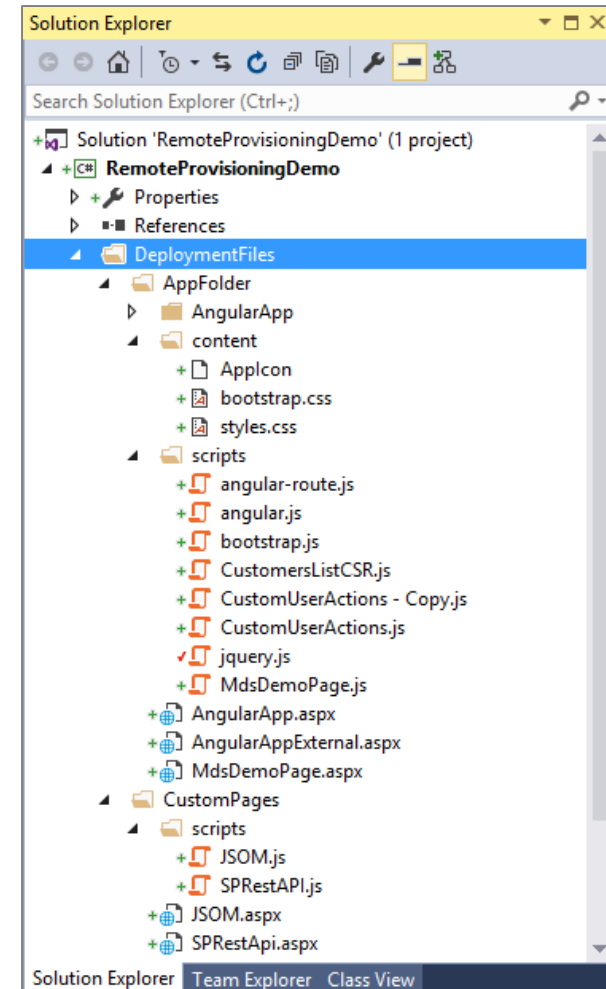 Solution Explorer
Search Solution Explorer (Ctrl+;)
Solution 'RemoteProvisioningDemo' (1 project)
C# RemoteProvisioningDemo
Properties
References
DeploymentFiles
AppFolder
AngularApp
content
AppIcon
bootstrap.css
styles.css
scripts
angular-route.js
angular.js
bootstrap.js
CustomersListCSR.js
CustomUserActions - Copy.js
CustomUserActions.js
jquery.js
MdsDemoPage.js
AngularApp.aspx
AngularAppExternal.aspx
MdsDemoPage.aspx
CustomPages
scripts
JSOM.js
SPRestAPI.js
JSOM.aspx
SPRestApi.aspx
Solution Explorer Team Explorer Class View